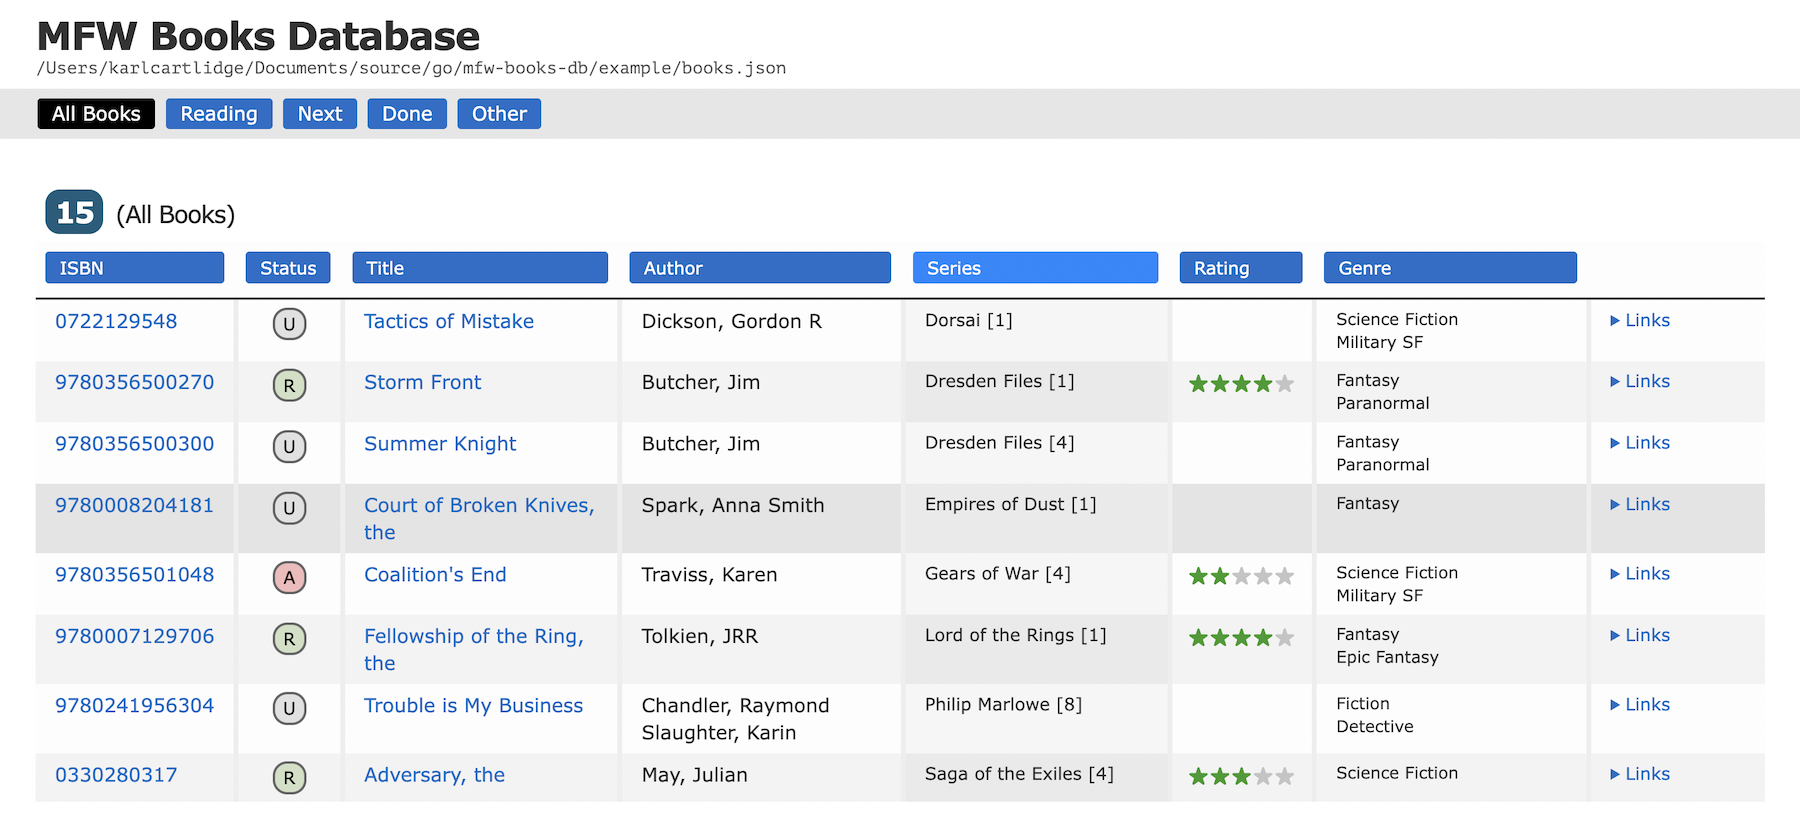 MFW Books Database
/Users/karlcartlidge/Documents/source/go/mfw-books-db/example/books.json
All Books Reading Next Done Other
15 (All Books)
ISBN Status Title Author Series Rating Genre
0722129548 U Tactics of Mistake Dickson, Gordon R Dorsai [1] Science Fiction ▶ Links
Military SF
9780356500270 R Storm Front Butcher, Jim Dresden Files [1] ★★★★★ Fantasy ▶ Links
Paranormal
9780356500300 U Summer Knight Butcher, Jim Dresden Files [4] Fantasy ▶ Links
Paranormal
9780008204181 U Court of Broken Knives, Spark, Anna Smith Empires of Dust [1] Fantasy ▶ Links
the
9780356501048 A Coalition's End Traviss, Karen Gears of War [4] ★★★★★ Science Fiction ▶ Links
Military SF
9780007129706 R Fellowship of the Ring, Tolkien, JRR Lord of the Rings [1] ★★★★★ Fantasy ▶ Links
the Epic Fantasy
9780241956304 U Trouble is My Business Chandler, Raymond Philip Marlowe [8] Fiction ▶ Links
Slaughter, Karin Detective
0330280317 R Adversary, the May, Julian Saga of the Exiles [4] ★★★★★ Science Fiction ▶ Links